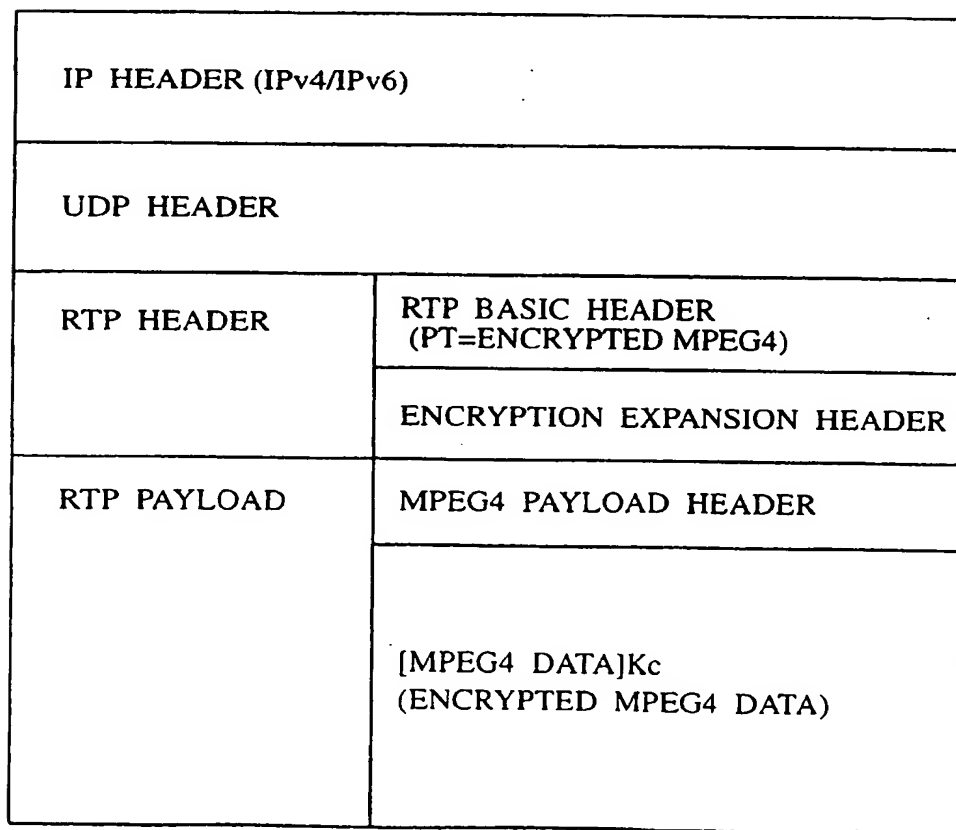 IP HEADER (IPv4/IPv6)
UDP HEADER
RTP HEADER
RTP BASIC HEADER
(PT=ENCRYPTED MPEG4)
ENCRYPTION EXPANSION HEADER
RTP PAYLOAD
MPEG4 PAYLOAD HEADER
[MPEG4 DATA]Kc
(ENCRYPTED MPEG4 DATA)